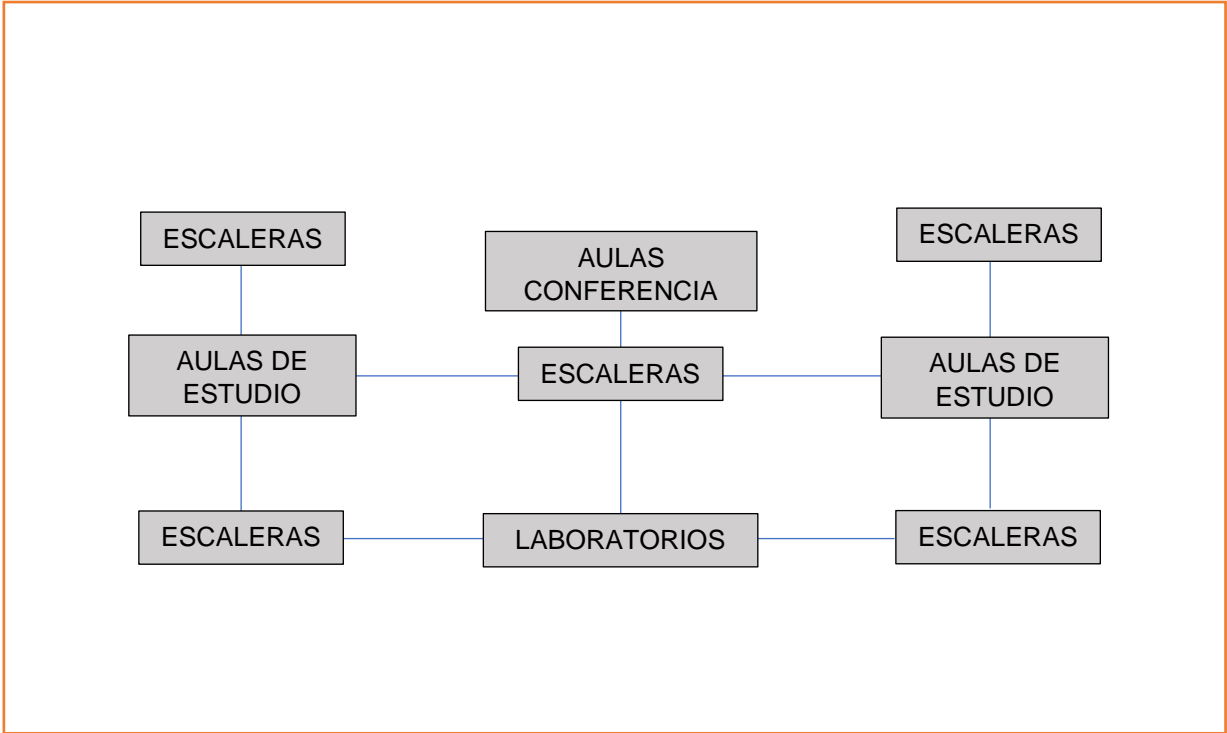 ESCALERAS
AULAS
CONFERENCIA
ESCALERAS
AULAS DE
ESTUDIO
ESCALERAS
AULAS DE
ESTUDIO
ESCALERAS
LABORATORIOS
ESCALERAS